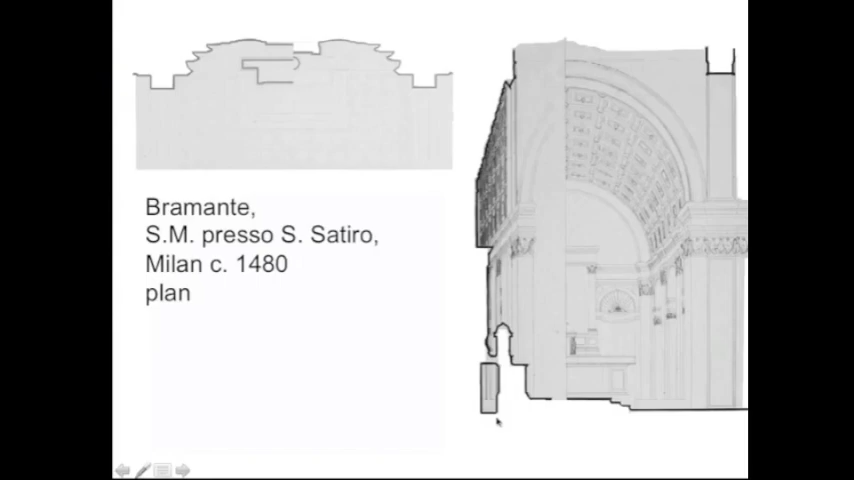 Bramante,
S.M. presso S. Satiro,
Milan c. 1480
plan